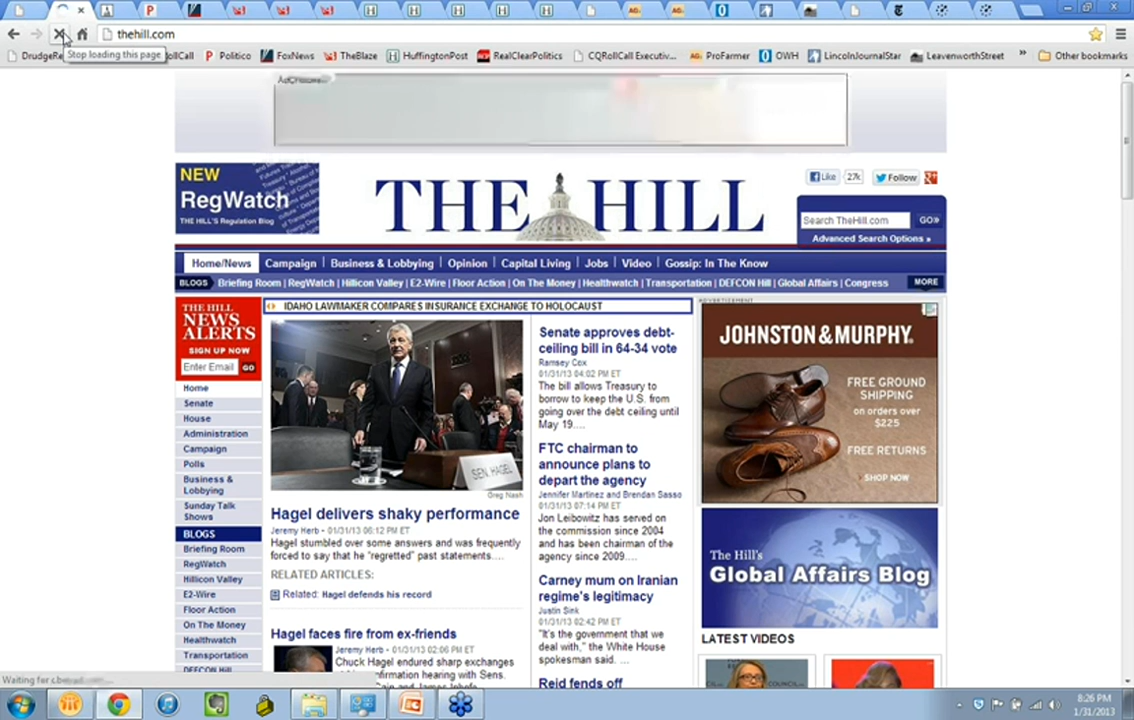 thehill.com
DrudgeRe
Stop loading this page
ollCall
Politico
FoxNews
TheBlaze
HuffingtonPost
RealClearPolitics
CQRollCall Executiv...
ProFarmer
OWH
LincolnJournalStar
LeavenworthStreet
»
Other bookmarks
NEW
RegWatch
THE HILL'S Regulation Blog
THE HILL
Like
27k
Follow
Search TheHill.com
GO»
Advanced Search Options »
Home/News
Campaign | Business & Lobbying | Opinion | Capital Living | Jobs | Video | Gossip: In The Know
BLOGS
Briefing Room | RegWatch | Hillicon Valley | E2-Wire | Floor Action | On The Money | Healthwatch | Transportation | DEFCON Hill | Global Affairs | Congress
MORE
THE HILL
NEWS
ALERTS
SIGN UP NOW
Enter Email
GO
Home
Senate
House
Administration
Campaign
Polls
Business &
Lobbying
Sunday Talk
Shows
BLOGS
Briefing Room
RegWatch
Hillicon Valley
E2-Wire
Floor Action
On The Money
Healthwatch
Transportation
DEFCON Hill
IDAHO LAWMAKER COMPARES INSURANCE EXCHANGE TO HOLOCAUST
SEN. HAGEL
Greg Nash
Hagel delivers shaky performance
Jeremy Herb - 01/31/13 06:12 PM ET
Hagel stumbled over some answers and was frequently
forced to say that he “regretted” past statements....
RELATED ARTICLES:
Related: Hagel defends his record
Hagel faces fire from ex-friends
Jeremy Herb - 01/31/13 02:06 PM ET
Chuck Hagel endured sharp exchanges
nfirmation hearing with Sens.
Senate approves debt-
ceiling bill in 64-34 vote
Ramsey Cox
01/31/13 04:02 PM ET
The bill allows Treasury to
borrow to keep the U.S. from
going over the debt ceiling until
May 19....
FTC chairman to
announce plans to
depart the agency
Jennifer Martinez and Brendan Sasso
01/31/13 07:14 PM ET
Jon Leibowitz has served on
the commission since 2004
and has been chairman of the
agency since 2009....
Carney mum on Iranian
regime's legitimacy
Justin Sink
01/31/13 02:42 PM ET
“It's the government that we
deal with,” the White House
spokesman said. ...
Reid fends off
ADVERTISEMENT
JOHNSTON & MURPHY.
FREE GROUND
SHIPPING
on orders over
$225
FREE RETURNS
SHOP NOW
The Hill's
Global Affairs Blog
LATEST VIDEOS
Waiting for
8:26 PM
1/31/2013